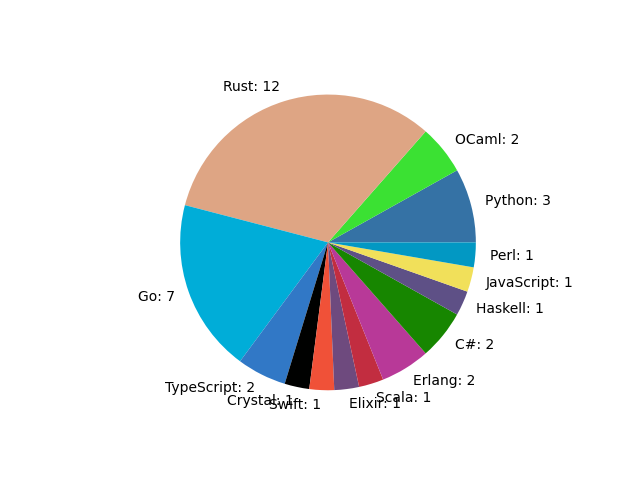 Rust: 12
OCaml: 2
Python: 3
Perl: 1
Go: 7
JavaScript: 1
Haskell: 1
C#: 2
Erlang: 2
TypeScript: 2
Scala: 1
Crystal: 1
Swift: 1
Elixir: 1